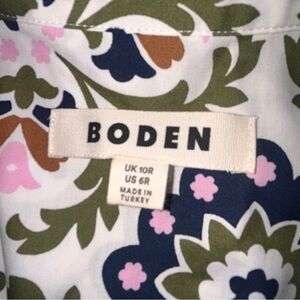 BODEN
UK 10R
US 6R
MADE IN
TURKEY